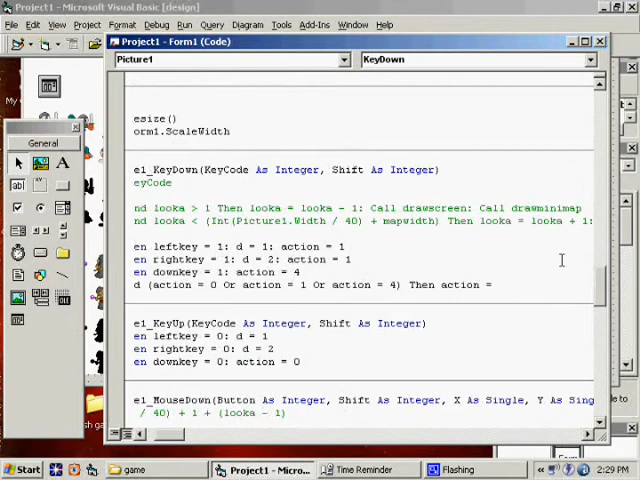 Project1 - Microsoft Visual Basic [design]
File Edit View Project Format Debug Run Query Diagram Tools Add-Ins Window Help
Project1 - Form1 (Code)
Picture1 KeyDown
My
General
esize()
orm1.ScaleWidth
e1_KeyDown(KeyCode As Integer, Shift As Integer)
eyCode
nd looka > 1 Then looka = looka - 1: Call drawscreen: Call drawminimap
nd looka < (Int(Picture1.Width / 40) + mapwidth) Then looka = looka + 1:
en leftkey = 1: d = 1: action = 1
en rightkey = 1: d = 2: action = 1
en downkey = 1: action = 4
d (action = 0 Or action = 1 Or action = 4) Then action =
e1_KeyUp(KeyCode As Integer, Shift As Integer)
en leftkey = 0: d = 1
en rightkey = 0: d = 2
en downkey = 0: action = 0
e1_MouseDown(Button As Integer, Shift As Integer, X As Single, Y As Sing
/ 40) + 1 + (looka - 1)
Start game Project1 - Micro... Time Reminder Flashing 2:29 PM